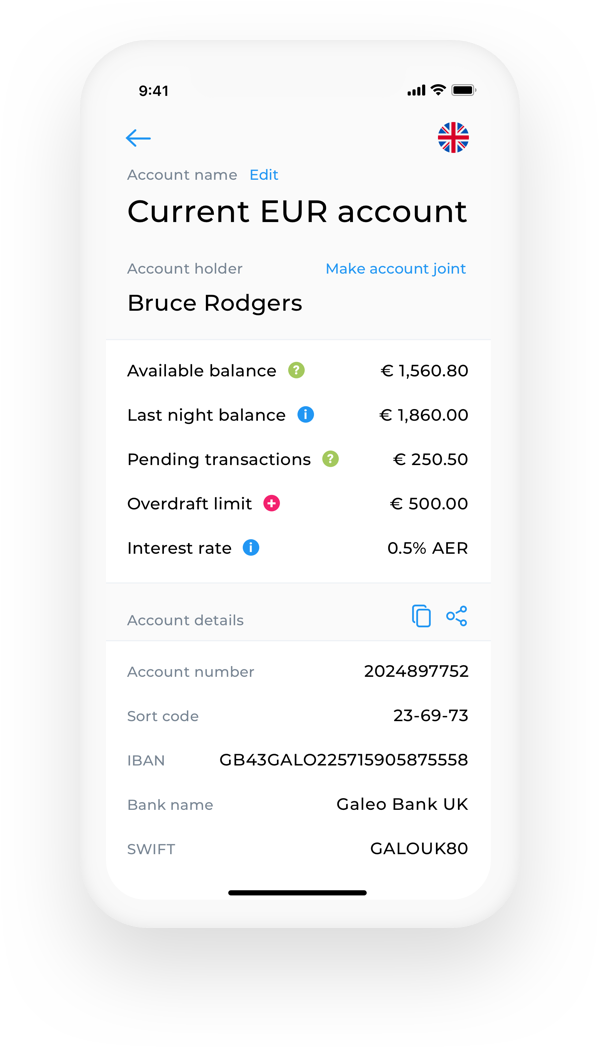 9:41
Account name Edit
Current EUR account
Account holder Make account joint
Bruce Rodgers
Available balance ? € 1,560.80
Last night balance i € 1,860.00
Pending transactions ? € 250.50
Overdraft limit + € 500.00
Interest rate i 0.5% AER
Account details
Account number 2024897752
Sort code 23-69-73
IBAN GB43GALO225715905875558
Bank name Galeo Bank UK
SWIFT GALOUK80